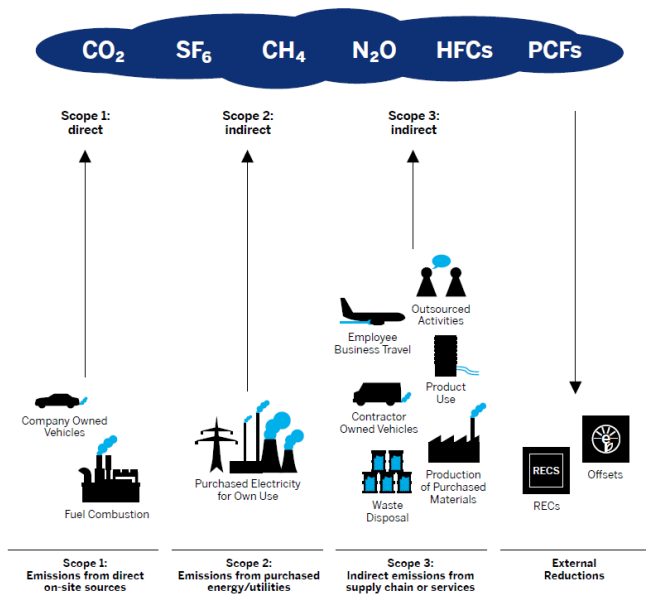 CO₂ SF₆ CH₄ N₂O HFCs PCFs
Scope 1:
direct
Scope 2:
indirect
Scope 3:
indirect
Outsourced
Activities
Employee
Business Travel
Product
Use
Company Owned
Vehicles
Contractor
Owned Vehicles
Purchased Electricity
for Own Use
Production
of Purchased
Materials
RECS
RECs
Offsets
Fuel Combustion
Waste
Disposal
Scope 1:
Emissions from direct
on-site sources
Scope 2:
Emissions from purchased
energy/utilities
Scope 3:
Indirect emissions from
supply chain or services
External
Reductions